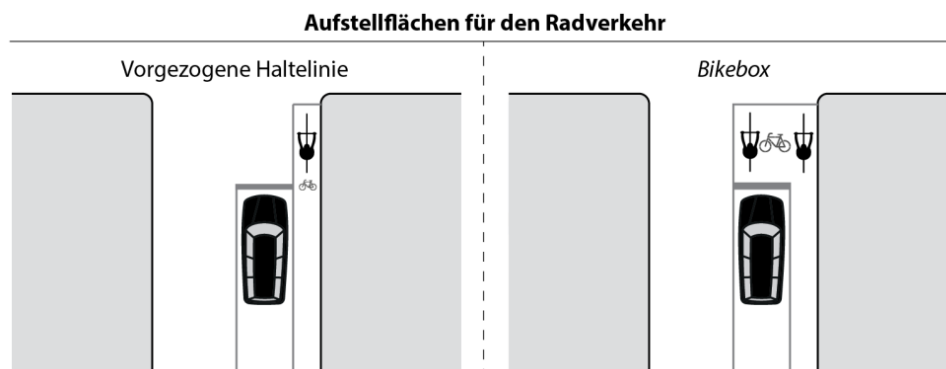 Aufstellflächen für den Radverkehr
Vorgezogene Haltelinie
Bikebox